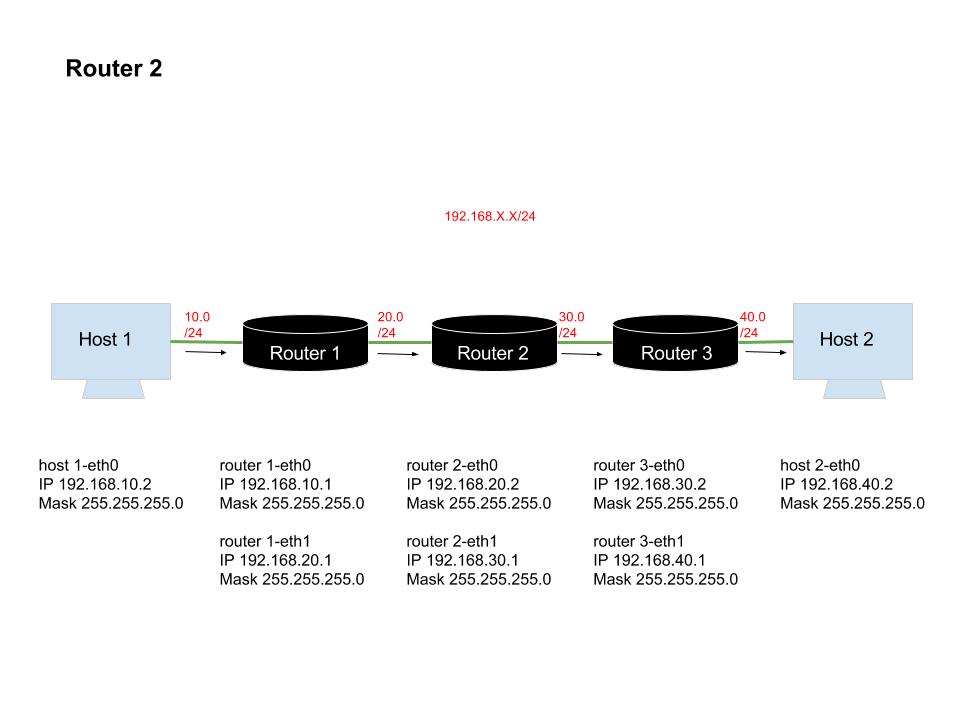 Router 2
192.168.X.X/24
10.0
/24
20.0
/24
30.0
/24
40.0
/24
Host 1
Router 1
Router 2
Router 3
Host 2
host 1-eth0
IP 192.168.10.2
Mask 255.255.255.0
router 1-eth0
IP 192.168.10.1
Mask 255.255.255.0
router 1-eth1
IP 192.168.20.1
Mask 255.255.255.0
router 2-eth0
IP 192.168.20.2
Mask 255.255.255.0
router 2-eth1
IP 192.168.30.1
Mask 255.255.255.0
router 3-eth0
IP 192.168.30.2
Mask 255.255.255.0
router 3-eth1
IP 192.168.40.1
Mask 255.255.255.0
host 2-eth0
IP 192.168.40.2
Mask 255.255.255.0